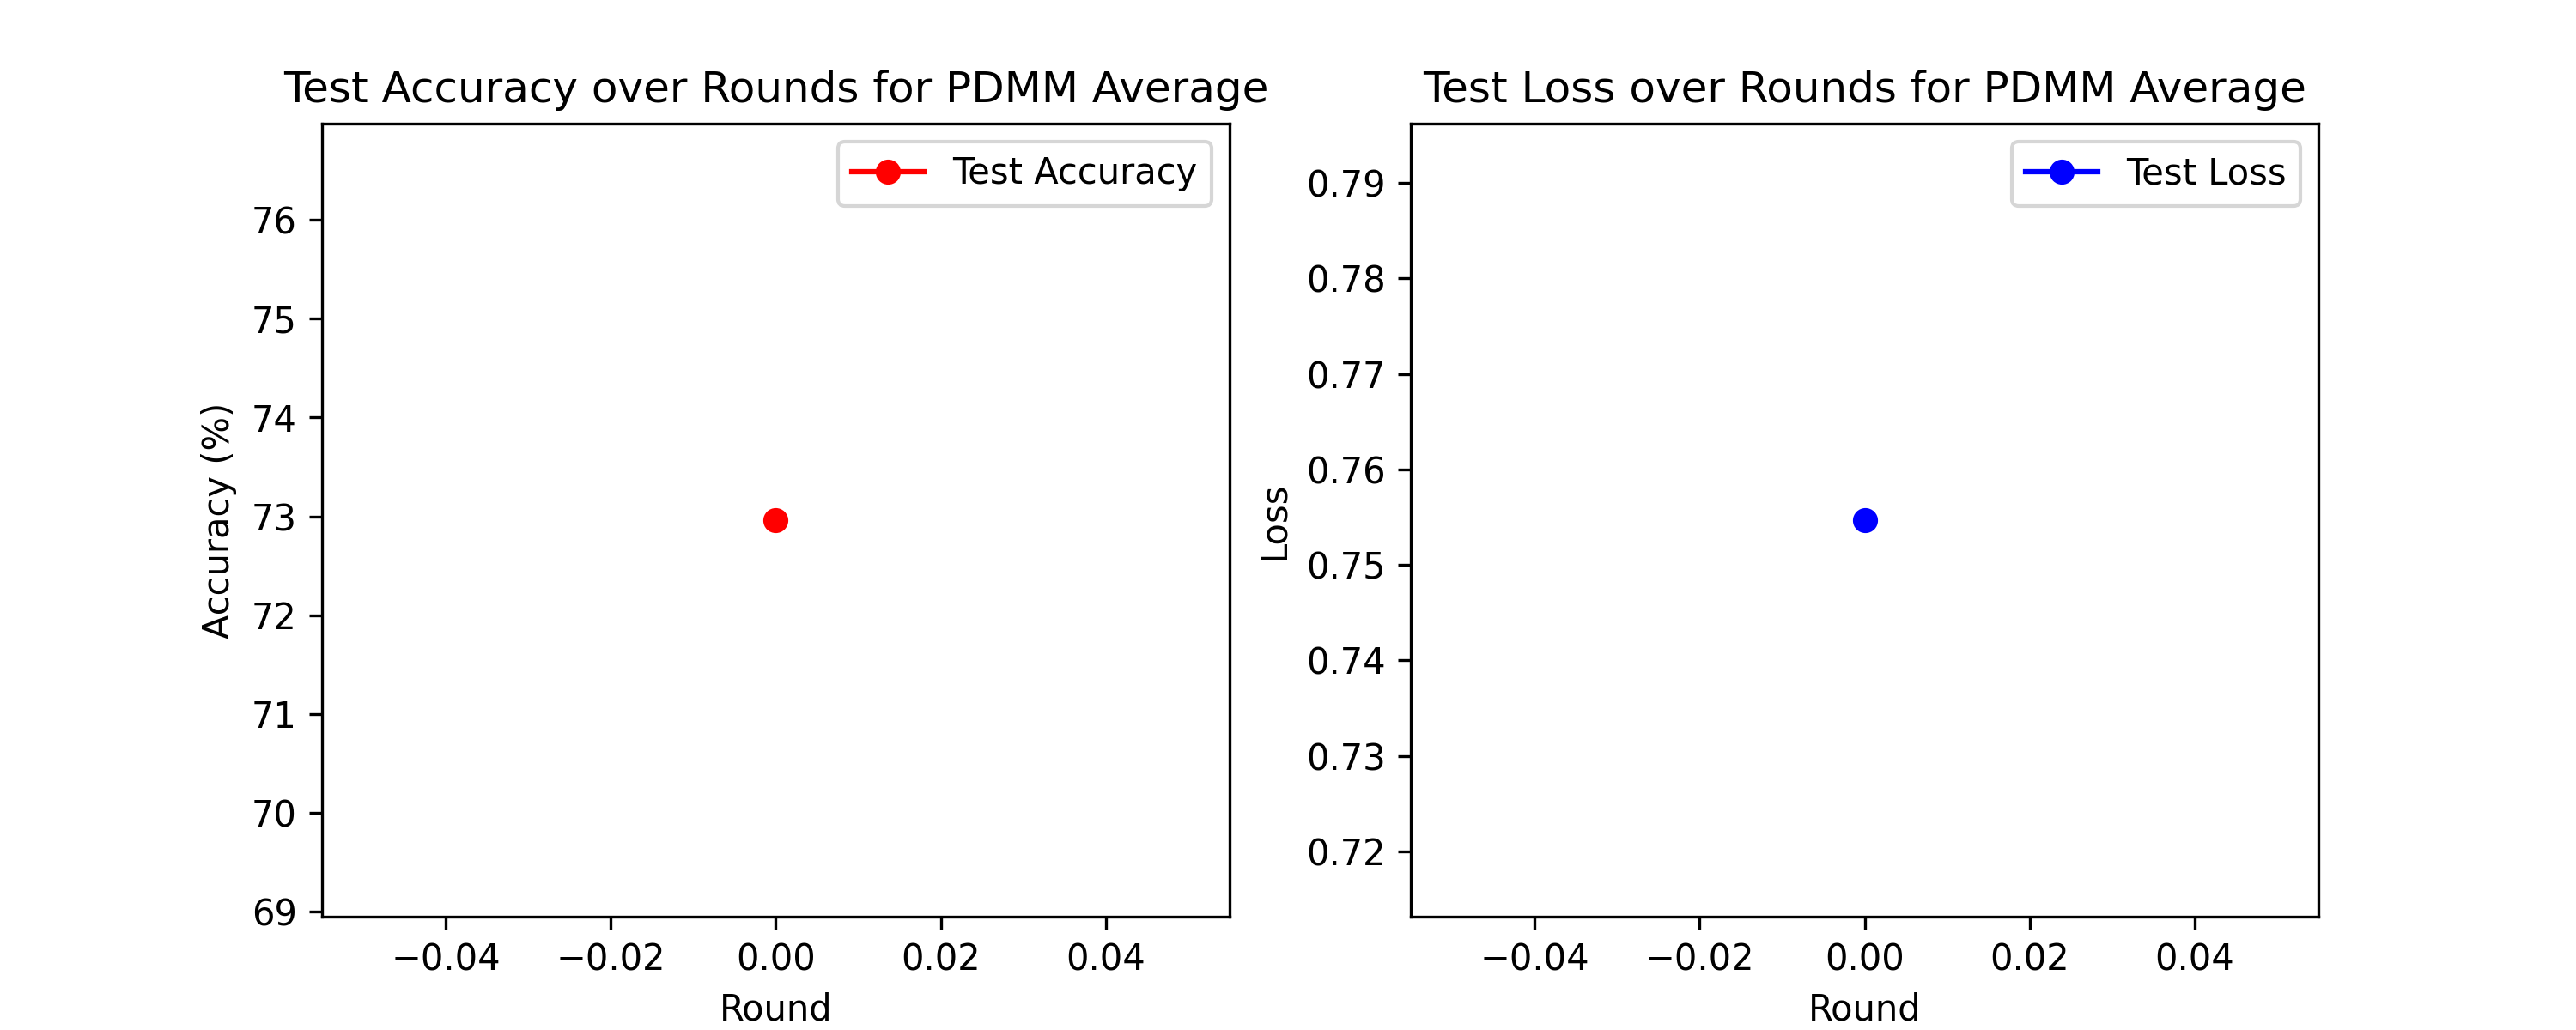 Test Accuracy over Rounds for PDMM Average
Test Accuracy
76
75
74
73
72
71
70
69
Accuracy (%)
−0.04 −0.02 0.00 0.02 0.04
Round
Test Loss over Rounds for PDMM Average
Test Loss
0.79
0.78
0.77
0.76
0.75
0.74
0.73
0.72
Loss
−0.04 −0.02 0.00 0.02 0.04
Round